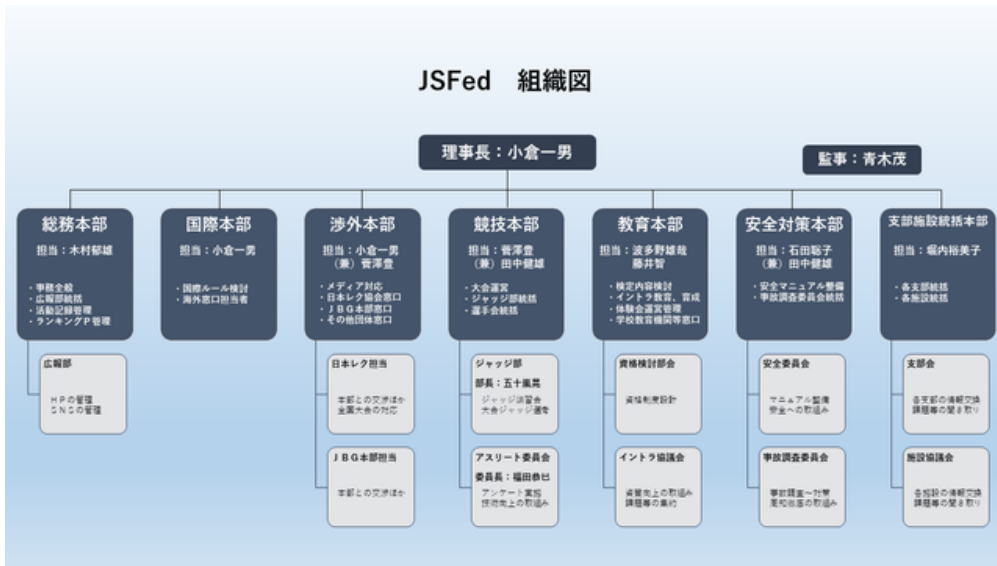 JSFed 組織図
理事長：小倉一男
監事：青木茂
総務本部
担当：木村郁雄
・事務全般
・広報部統括
・活動記録管理
・ランキングP管理
広報部
HPの管理
SNSの管理
国際本部
担当：小倉一男
・国際ルール検討
・海外窓口担当者
渉外本部
担当：小倉一男
（兼）菅澤豊
・メディア対応
・日本レク協会窓口
・JBG本部窓口
・その他団体窓口
日本レク担当
本部との交渉ほか
全国大会の対応
JBG本部担当
本部との交渉ほか
競技本部
担当：菅澤豊
（兼）田中健雄
・大会運営
・ジャッジ部統括
・選手会統括
ジャッジ部
部長：五十嵐晃
ジャッジ講習会
大会ジャッジ選考
アスリート委員会
委員長：福田恭巳
アンケート実施
技術向上の取組み
教育本部
担当：波多野雄哉
藤井智
・検定内容検討
・イントラ教育、育成
・体験会運営管理
・学校教育機関等窓口
資格検討部会
資格制度設計
イントラ協議会
資質向上の取組み
課題等の集約
安全対策本部
担当：石田聡子
（兼）田中健雄
・安全マニュアル整備
・事故調査委員会統括
安全委員会
マニュアル整備
安全への取組み
事故調査委員会
事故調査～対策
周知徹底の取組み
支部施設統括本部
担当：堀内裕美子
・各支部統括
・各施設統括
支部会
各支部の情報交換
課題等の聞き取り
施設協議会
各施設の情報交換
課題等の聞き取り